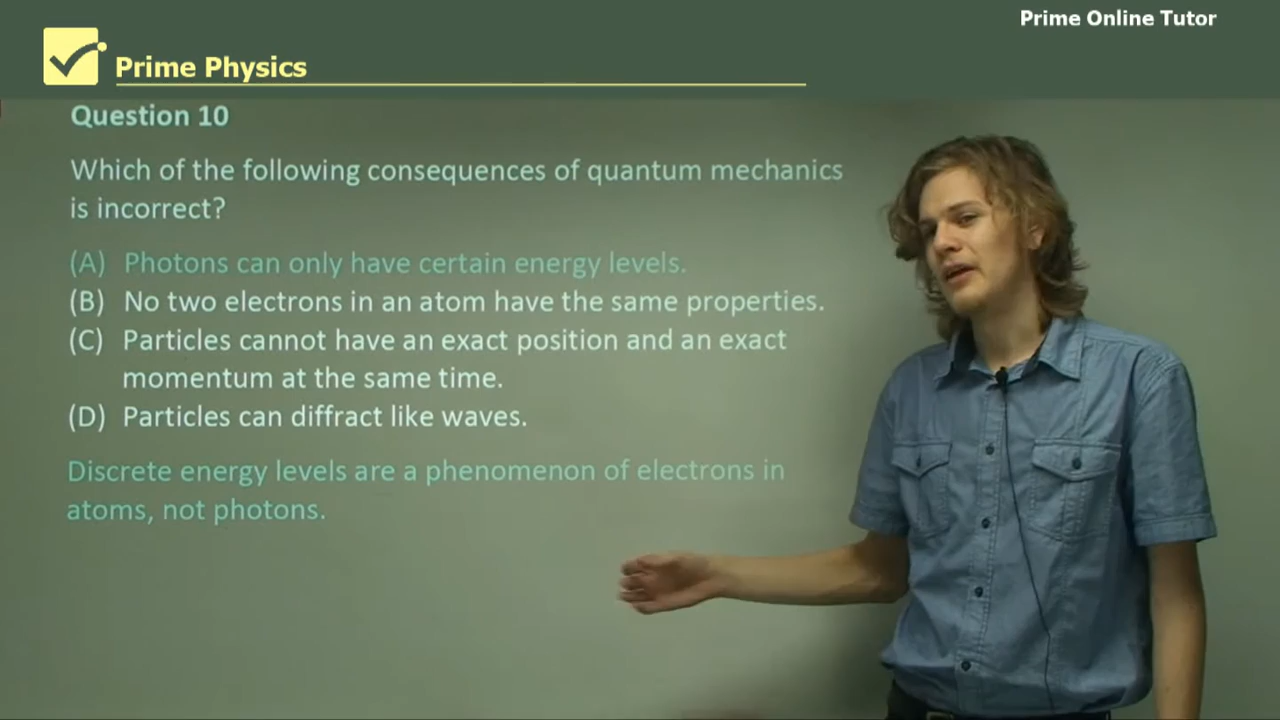 Prime Online Tutor
Prime Physics
Question 10
Which of the following consequences of quantum mechanics
is incorrect?
(A) Photons can only have certain energy levels.
(B) No two electrons in an atom have the same properties.
(C) Particles cannot have an exact position and an exact
momentum at the same time.
(D) Particles can diffract like waves.
Discrete energy levels are a phenomenon of electrons in
atoms, not photons.